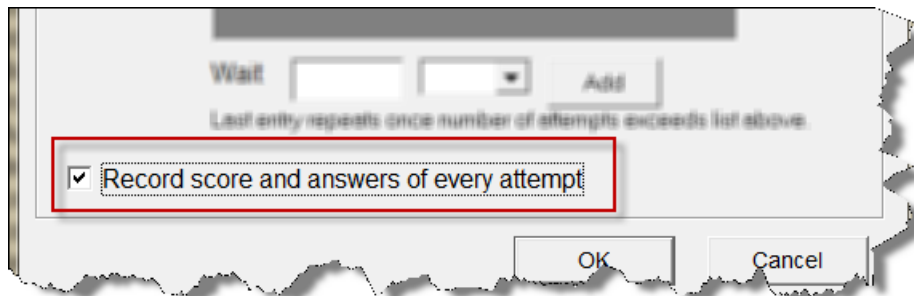 Wait
Add
Last entry repeats once number of attempts exceeds list above.
Record score and answers of every attempt
OK
Cancel